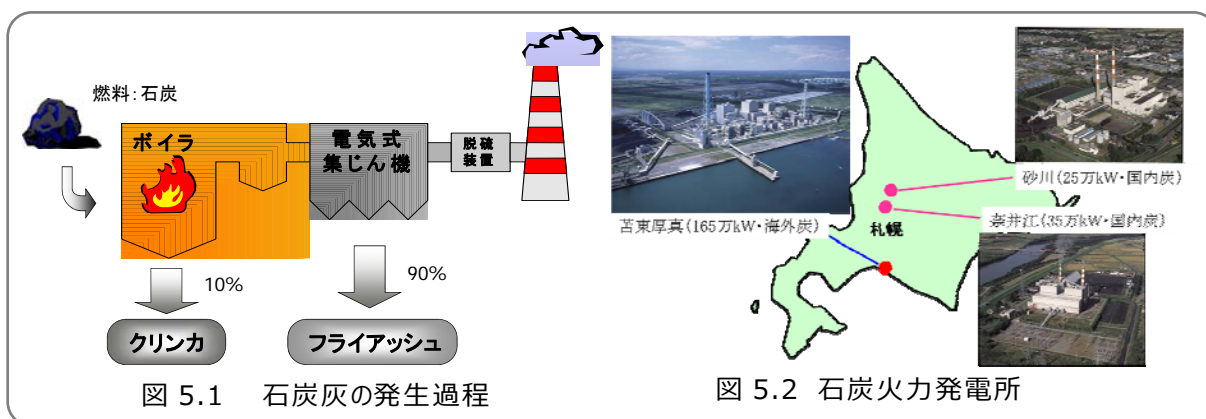 燃料:石炭
ボイラ
電気式
集じん機
脱硫
装置
10%
90%
クリンカ
フライアッシュ
図 5.1 石炭灰の発生過程
砂川(25万kW・国内炭)
苫東厚真(165万kW・海外炭)
札幌
奈井江(35万kW・国内炭)
図 5.2 石炭火力発電所